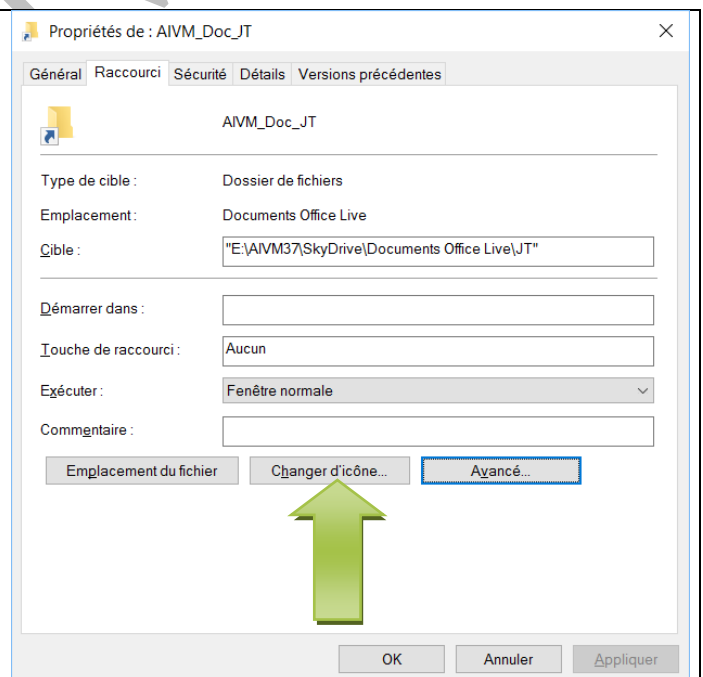 Propriétés de : AIVM_Doc_JT
Général Raccourci Sécurité Détails Versions précédentes
AIVM_Doc_JT
Type de cible : Dossier de fichiers
Emplacement : Documents Office Live
Cible : "E:\AIVM37\SkyDrive\Documents Office Live\JT"
Démarrer dans :
Touche de raccourci : Aucun
Exécuter : Fenêtre normale
Commentaire :
Emplacement du fichier Changer d'icône... Avancé...
OK Annuler Appliquer